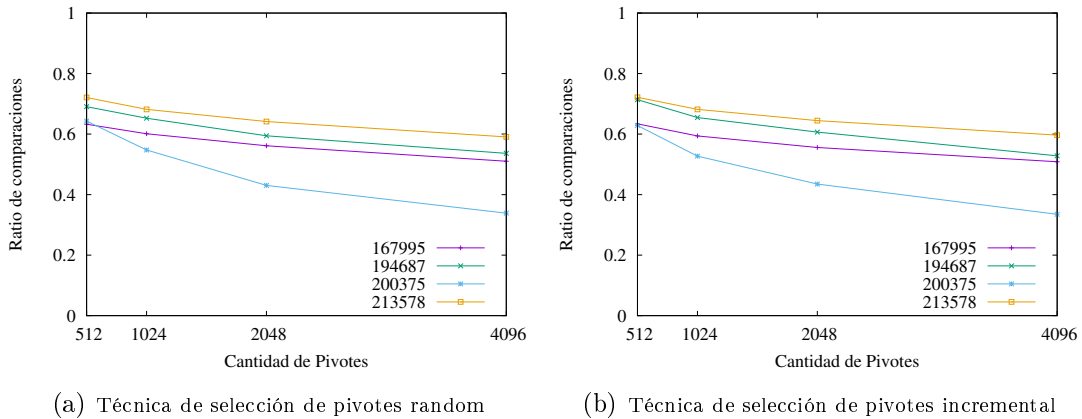 1
0.8
0.6
0.4
0.2
0
Ratio de comparaciones
167995
194687
200375
213578
512 1024 2048 4096
Cantidad de Pivotes
(a) Técnica de selección de pivotes random
1
0.8
0.6
0.4
0.2
0
Ratio de comparaciones
167995
194687
200375
213578
512 1024 2048 4096
Cantidad de Pivotes
(b) Técnica de selección de pivotes incremental